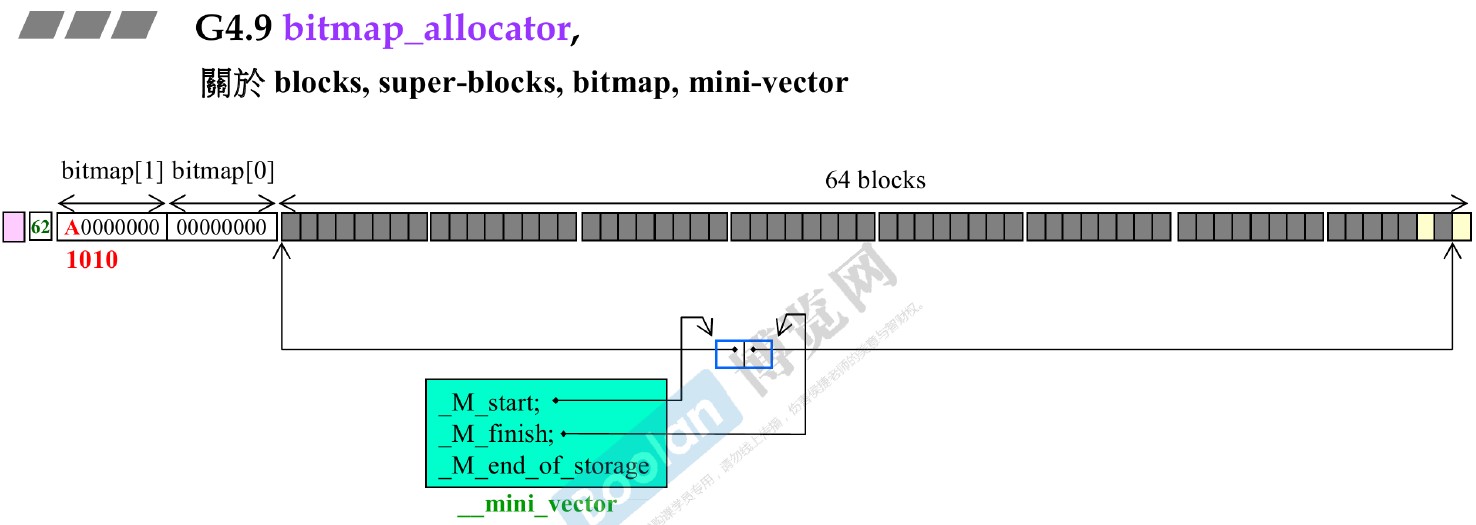 G4.9 bitmap_allocator,
關於 blocks, super-blocks, bitmap, mini-vector
bitmap[1] bitmap[0]
64 blocks
62 A0000000 00000000
1010
_M_start;
_M_finish;
_M_end_of_storage
__mini_vector
Boolan 博览网